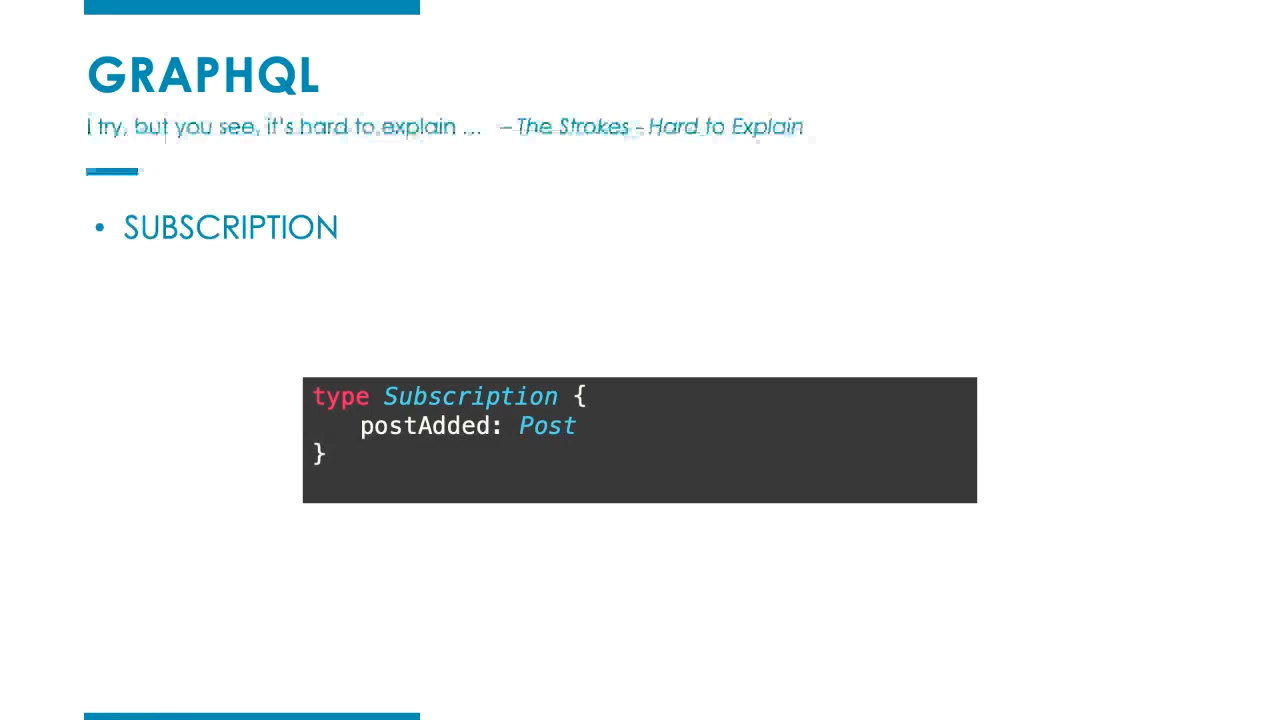 GRAPHQL
I try, but you see, it's hard to explain ... – The Strokes - Hard to Explain
• SUBSCRIPTION
type Subscription {
postAdded: Post
}